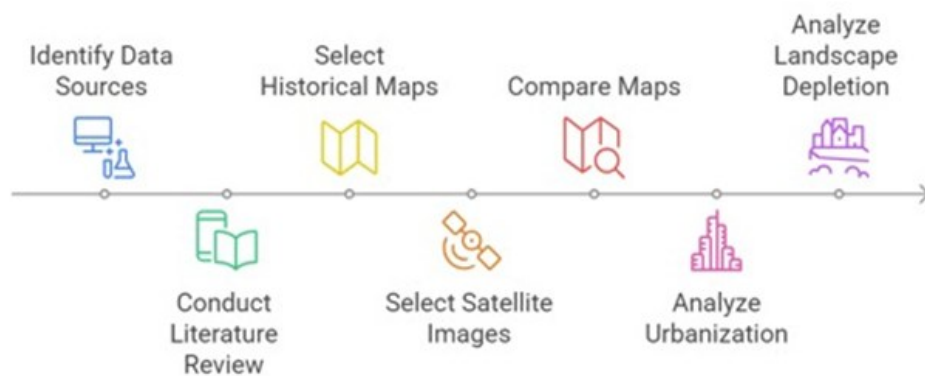 Identify Data
Sources
Conduct
Literature
Review
Select
Historical Maps
Select Satellite
Images
Compare Maps
Analyze
Urbanization
Analyze
Landscape
Depletion